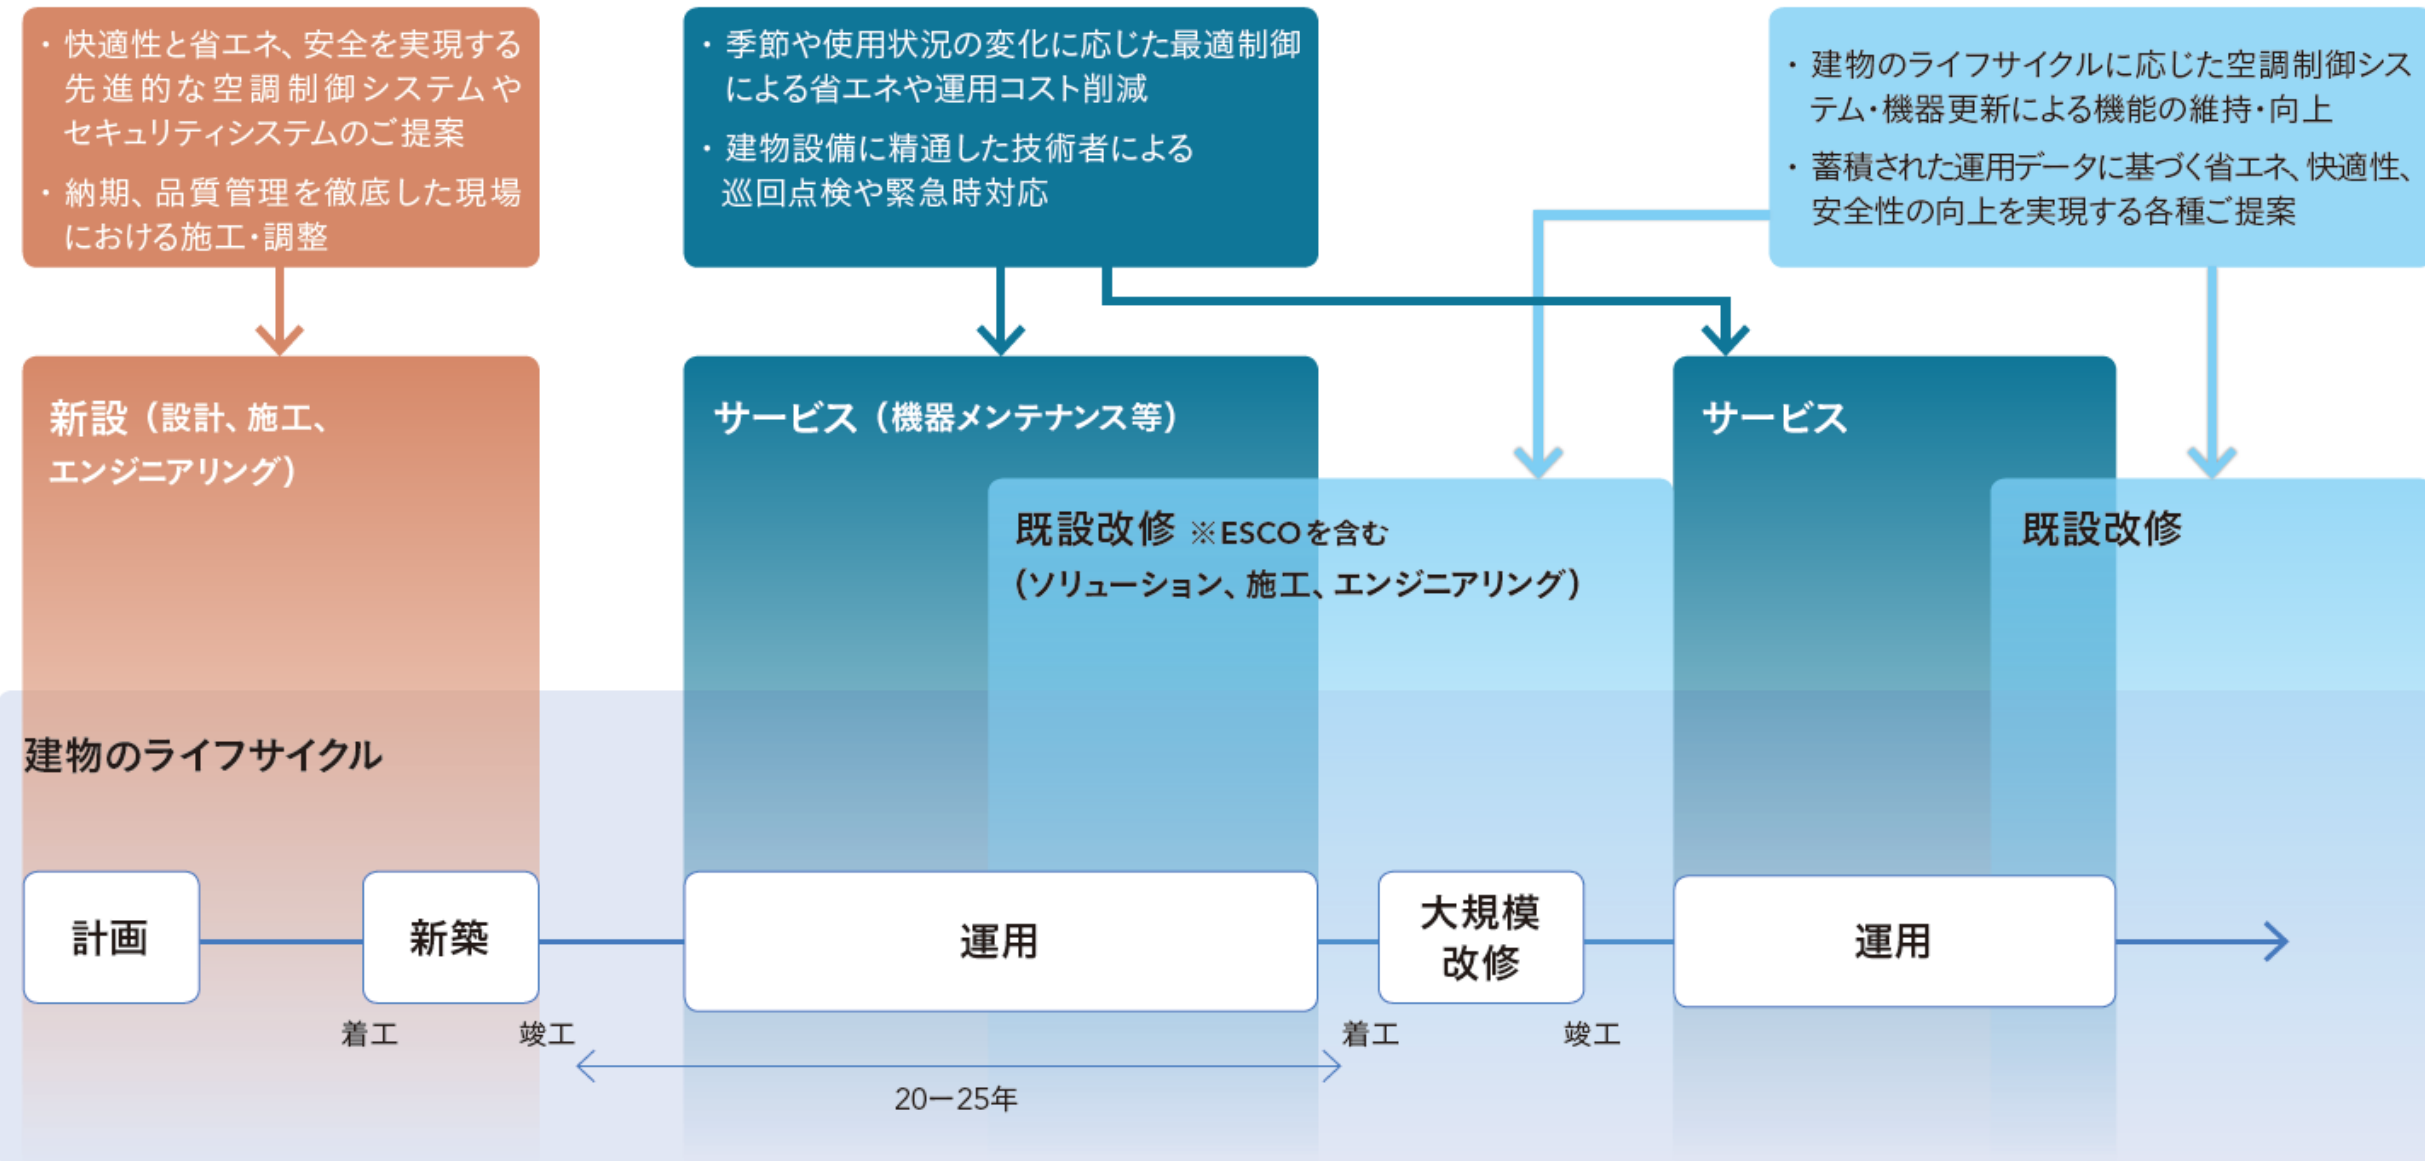 ・快適性と省エネ、安全を実現する
先進的な空調制御システムや
セキュリティシステムのご提案
・納期、品質管理を徹底した現場
における施工・調整
・季節や使用状況の変化に応じた最適制御
による省エネや運用コスト削減
・建物設備に精通した技術者による
巡回点検や緊急時対応
・建物のライフサイクルに応じた空調制御シス
テム・機器更新による機能の維持・向上
・蓄積された運用データに基づく省エネ、快適性、
安全性の向上を実現する各種ご提案
新設（設計、施工、
エンジニアリング）
サービス（機器メンテナンス等）
既設改修 ※ESCOを含む
（ソリューション、施工、エンジニアリング）
サービス
既設改修
建物のライフサイクル
計画
新築
運用
大規模
改修
運用
着工
竣工
着工
竣工
20ー25年